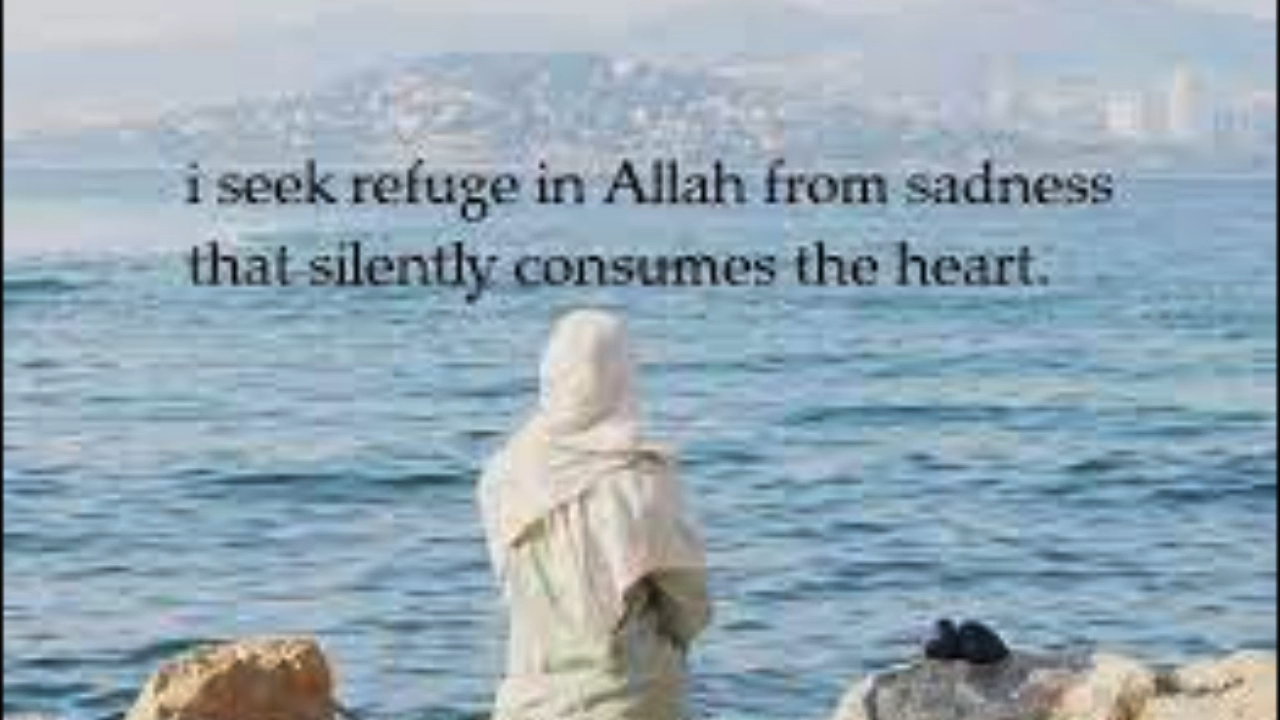 i seek refuge in Allah from sadness
that silently consumes the heart.